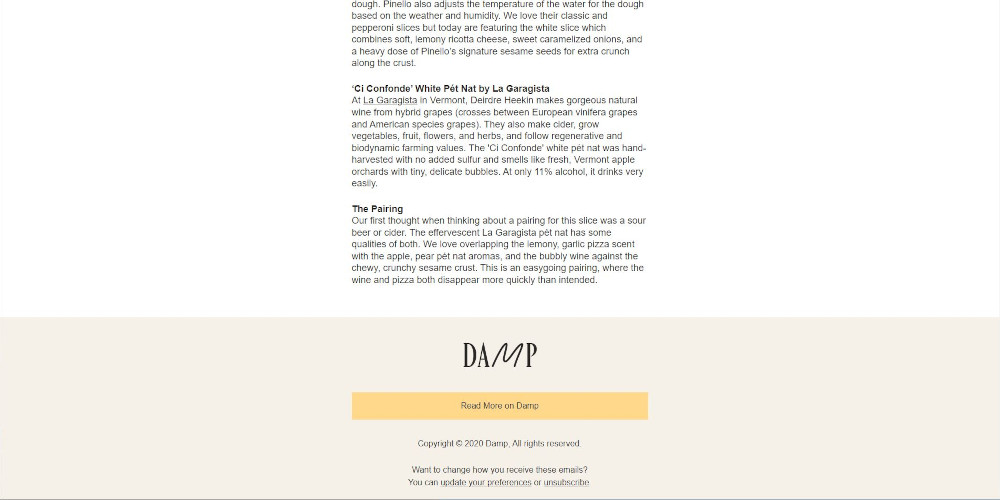 dough. Pinello also adjusts the temperature of the water for the dough
based on the weather and humidity. We love their classic and
pepperoni slices but today are featuring the white slice which
combines soft, lemony ricotta cheese, sweet caramelized onions, and
a heavy dose of Pinello's signature sesame seeds for extra crunch
along the crust.
'Ci Confonde' White Pét Nat by La Garagista
At La Garagista in Vermont, Deirdre Heekin makes gorgeous natural
wine from hybrid grapes (crosses between European vinifera grapes
and American species grapes). They also make cider, grow
vegetables, fruit, flowers, and herbs, and follow regenerative and
biodynamic farming values. The 'Ci Confonde' white pét nat was hand-
harvested with no added sulfur and smells like fresh, Vermont apple
orchards with tiny, delicate bubbles. At only 11% alcohol, it drinks very
easily.
The Pairing
Our first thought when thinking about a pairing for this slice was a sour
beer or cider. The effervescent La Garagista pét nat has some
qualities of both. We love overlapping the lemony, garlic pizza scent
with the apple, pear pét nat aromas, and the bubbly wine against the
chewy, crunchy sesame crust. This is an easygoing pairing, where the
wine and pizza both disappear more quickly than intended.
DAMP
Read More on Damp
Copyright © 2020 Damp, All rights reserved.
Want to change how you receive these emails?
You can update your preferences or unsubscribe